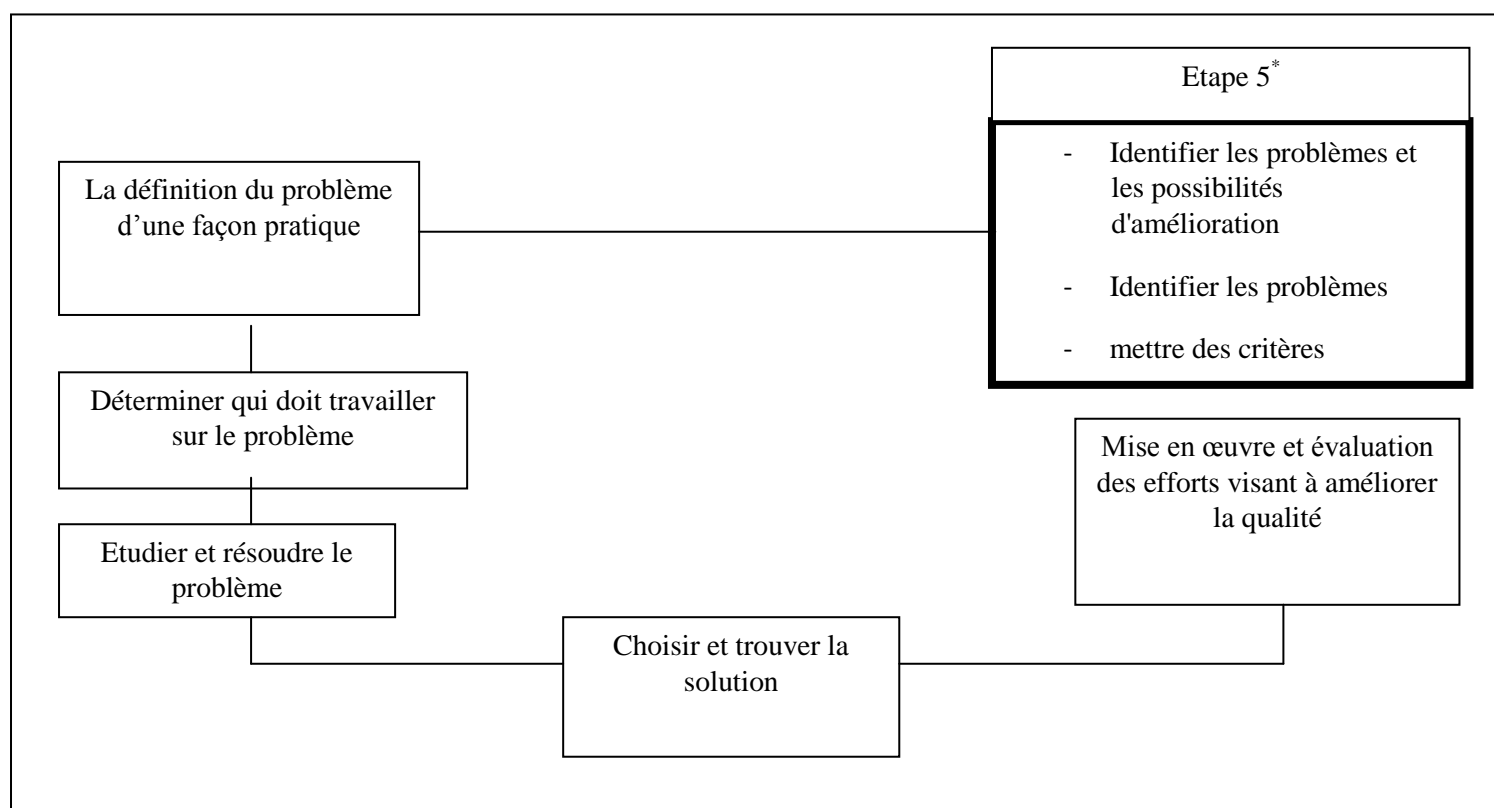 Etape 5*
- Identifier les problèmes et
les possibilités
d'amélioration
- Identifier les problèmes
- mettre des critères
La définition du problème
d’une façon pratique
Déterminer qui doit travailler
sur le problème
Etudier et résoudre le
problème
Choisir et trouver la
solution
Mise en œuvre et évaluation
des efforts visant à améliorer
la qualité